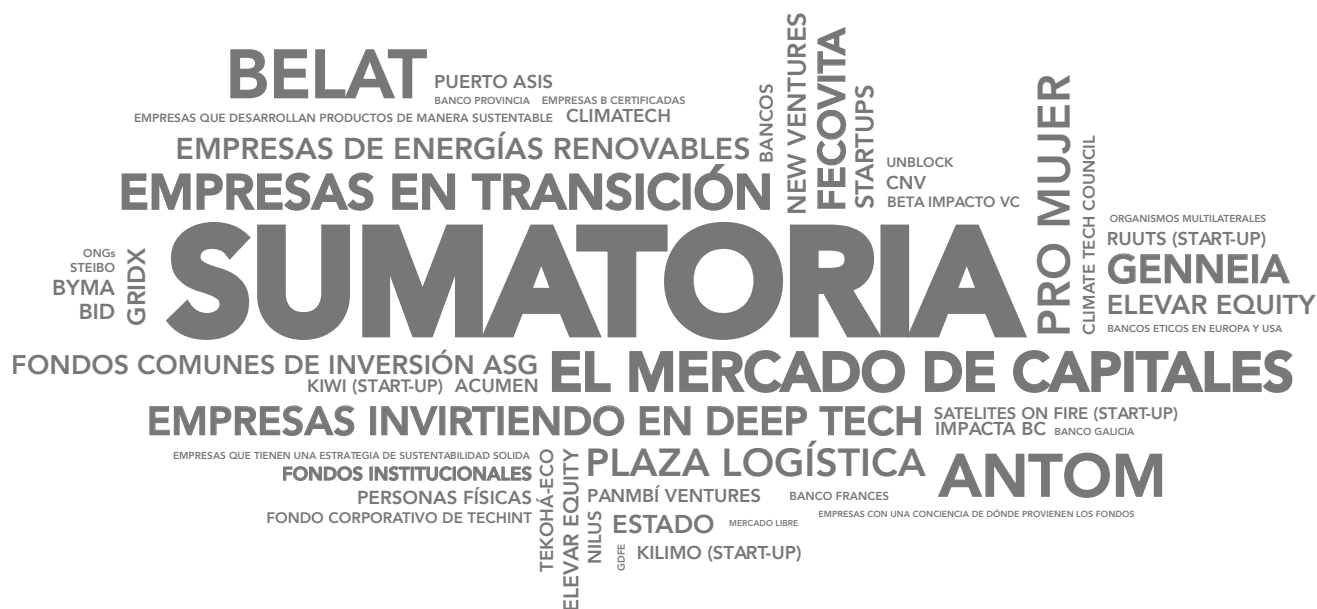 BELAT
PUERTO ASIS
BANCO PROVINCIA
EMPRESAS B CERTIFICADAS
EMPRESAS QUE DESARROLLAN PRODUCTOS DE MANERA SUSTENTABLE
CLIMATECH
EMPRESAS DE ENERGÍAS RENOVABLES
EMPRESAS EN TRANSICIÓN
BANCOS
NEW VENTURES
FECOVITA
STARTUPS
UNBLOCK
CNV
BETA IMPACTO VC
PRO MUJER
CLIMATE TECH COUNCIL
ORGANISMOS MULTILATERALES
RUUTS (START-UP)
GENNEIA
ELEVAR EQUITY
BANCOS ETICOS EN EUROPA Y USA
ONGs
STEIBO
BYMA
BID
GRIDX
SUMATORIA
FONDOS COMUNES DE INVERSIÓN ASG
KIWI (START-UP)
ACUMEN
EL MERCADO DE CAPITALES
EMPRESAS INVIRTIENDO EN DEEP TECH
SATELITES ON FIRE (START-UP)
IMPACTA BC
BANCO GALICIA
EMPRESAS QUE TIENEN UNA ESTRATEGIA DE SUSTENTABILIDAD SOLIDA
FONDOS INSTITUCIONALES
PERSONAS FÍSICAS
FONDO CORPORATIVO DE TECHINT
TEKOHÁ-ECO
ELEVAR EQUITY
NILUS
PLAZA LOGÍSTICA
ANTOM
PANMBÍ VENTURES
BANCO FRANCES
EMPRESAS CON UNA CONCIENCIA DE DÓNDE PROVIENEN LOS FONDOS
ESTADO
MERCADO LIBRE
GDFE
KILIMO (START-UP)